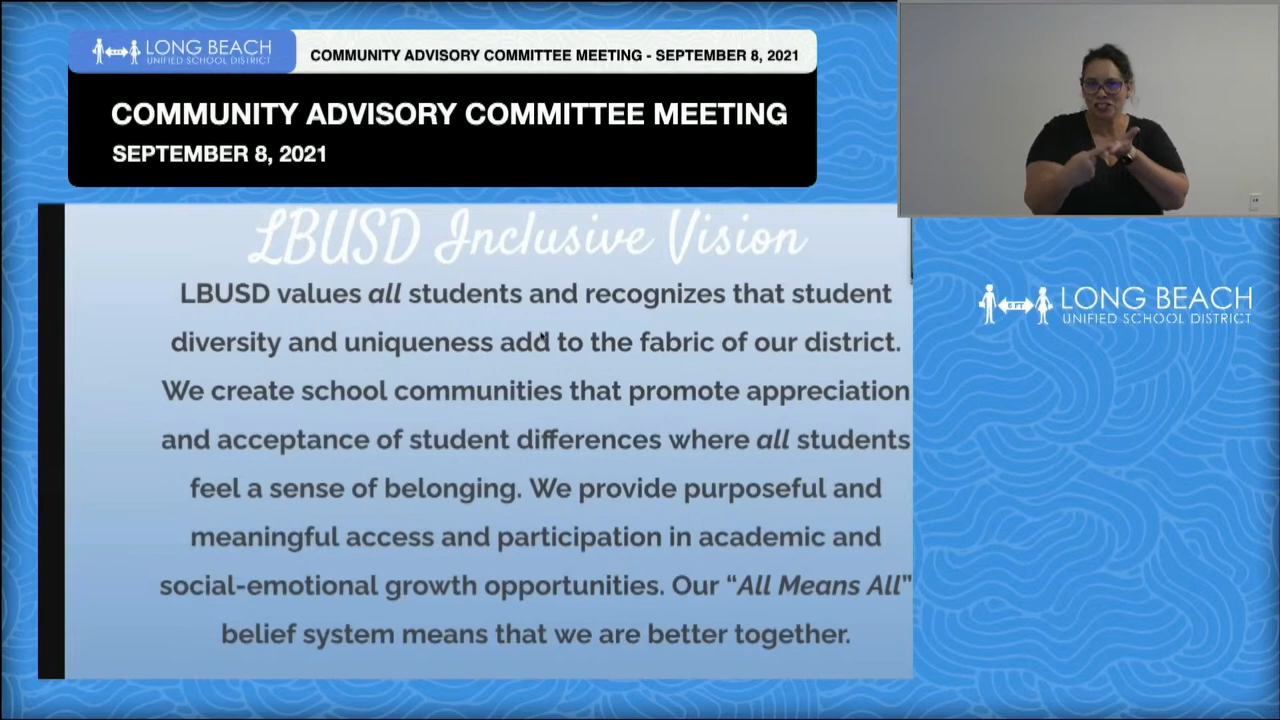 LONG BEACH
UNIFIED SCHOOL DISTRICT
COMMUNITY ADVISORY COMMITTEE MEETING - SEPTEMBER 8, 2021
COMMUNITY ADVISORY COMMITTEE MEETING
SEPTEMBER 8, 2021
LBUSD Inclusive Vision
LBUSD values all students and recognizes that student
diversity and uniqueness add to the fabric of our district.
We create school communities that promote appreciation
and acceptance of student differences where all students
feel a sense of belonging. We provide purposeful and
meaningful access and participation in academic and
social-emotional growth opportunities. Our “All Means All”
belief system means that we are better together.
6 FT
LONG BEACH
UNIFIED SCHOOL DISTRICT